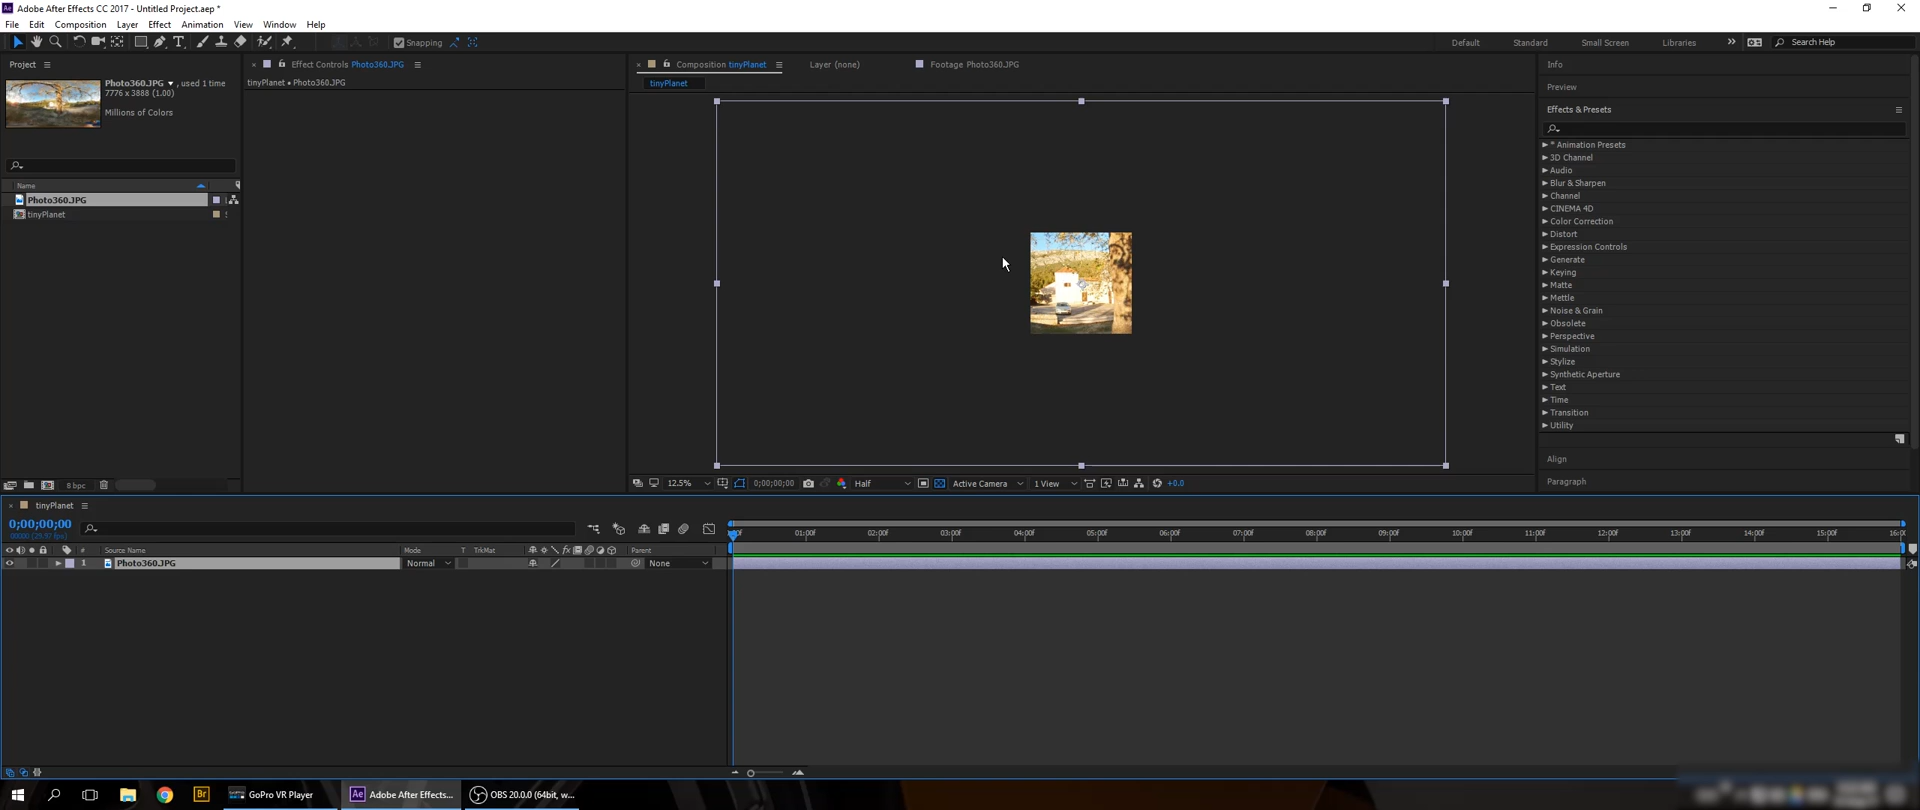 Ae Adobe After Effects CC 2017 - Untitled Project.aep *
File Edit Composition Layer Effect Animation View Window Help
Snapping
Default Standard Small Screen Libraries » Search Help
Project
Photo360.JPG , used 1 time
7776 x 3888 (1.00)
Millions of Colors
Name
Photo360.JPG
tinyPlanet
8 bpc
Effect Controls Photo360.JPG
tinyPlanet • Photo360.JPG
Composition tinyPlanet Layer (none) Footage Photo360.JPG
tinyPlanet
12.5% 0;00;00;00 Half Active Camera 1 View +0.0
Info
Preview
Effects & Presets
* Animation Presets
3D Channel
Audio
Blur & Sharpen
Channel
CINEMA 4D
Color Correction
Distort
Expression Controls
Generate
Keying
Matte
Mettle
Noise & Grain
Obsolete
Perspective
Simulation
Stylize
Synthetic Aperture
Text
Time
Transition
Utility
Align
Paragraph
tinyPlanet
0;00;00;00
00000 (29.97 fps)
01:00f 02:00f 03:00f 04:00f 05:00f 06:00f 07:00f 08:00f 09:00f 10:00f 11:00f 12:00f 13:00f 14:00f 15:00f
# Source Name Mode T TrkMat fx Parent
1 Photo360.JPG Normal None
Br GoPro VR Player Ae Adobe After Effects... OBS 20.0.0 (64bit, w...